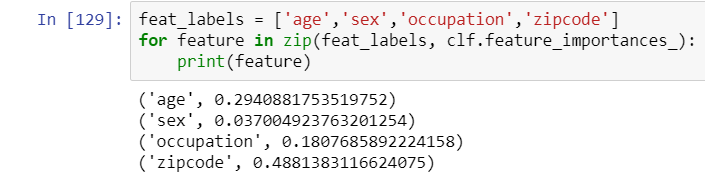 In [129]: feat_labels = ['age','sex','occupation','zipcode']
for feature in zip(feat_labels, clf.feature_importances_):
    print(feature)
('age', 0.2940881753519752)
('sex', 0.037004923763201254)
('occupation', 0.1807685892224158)
('zipcode', 0.4881383116624075)